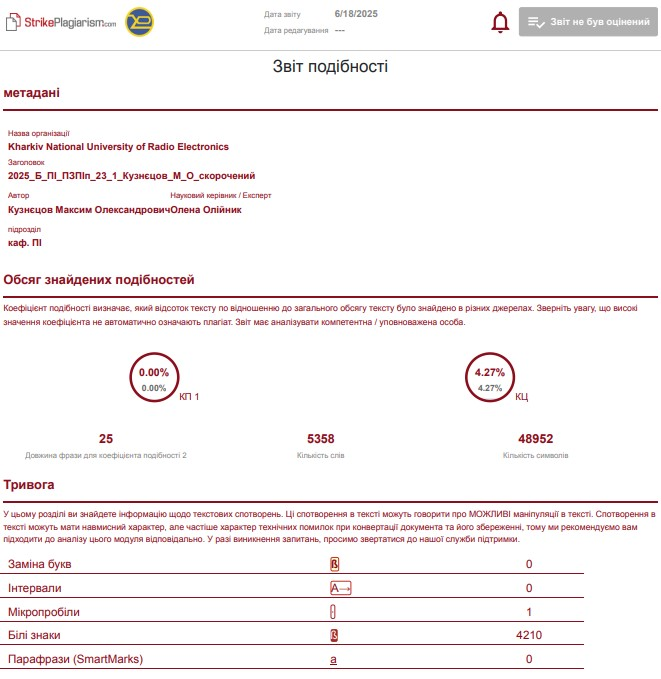 StrikePlagiarism.com
Дата звіту 6/18/2025
Дата редагування ---
Звіт не був оцінений
Звіт подібності
метадані
Назва організації
Kharkiv National University of Radio Electronics
Заголовок
2025_Б_ПІ_ПЗПІп_23_1_Кузнєцов_М_О_скорочений
Автор Науковий керівник / Експерт
Кузнєцов Максим ОлександровичОлена Олійник
підрозділ
каф. ПІ
Обсяг знайдених подібностей
Коефіцієнт подібності визначає, який відсоток тексту по відношенню до загального обсягу тексту було знайдено в різних джерелах. Зверніть увагу, що високі
значення коефіцієнта не автоматично означають плагіат. Звіт має аналізувати компетентна / уповноважена особа.
0.00%
0.00%
КП 1
4.27%
4.27%
КЦ
25 5358 48952
Довжина фрази для коефіцієнта подібності 2 Кількість слів Кількість символів
Тривога
У цьому розділі ви знайдете інформацію щодо текстових спотворень. Ці спотворення в тексті можуть говорити про МОЖЛИВІ маніпуляції в тексті. Спотворення в
тексті можуть мати навмисний характер, але частіше характер технічних помилок при конвертації документа та його збереженні, тому ми рекомендуємо вам
підходити до аналізу цього модуля відповідально. У разі виникнення запитань, просимо звертатися до нашої служби підтримки.
Заміна букв ß 0
Інтервали A→ 0
Мікропробіли 1
Білі знаки ß 4210
Парафрази (SmartMarks) a 0